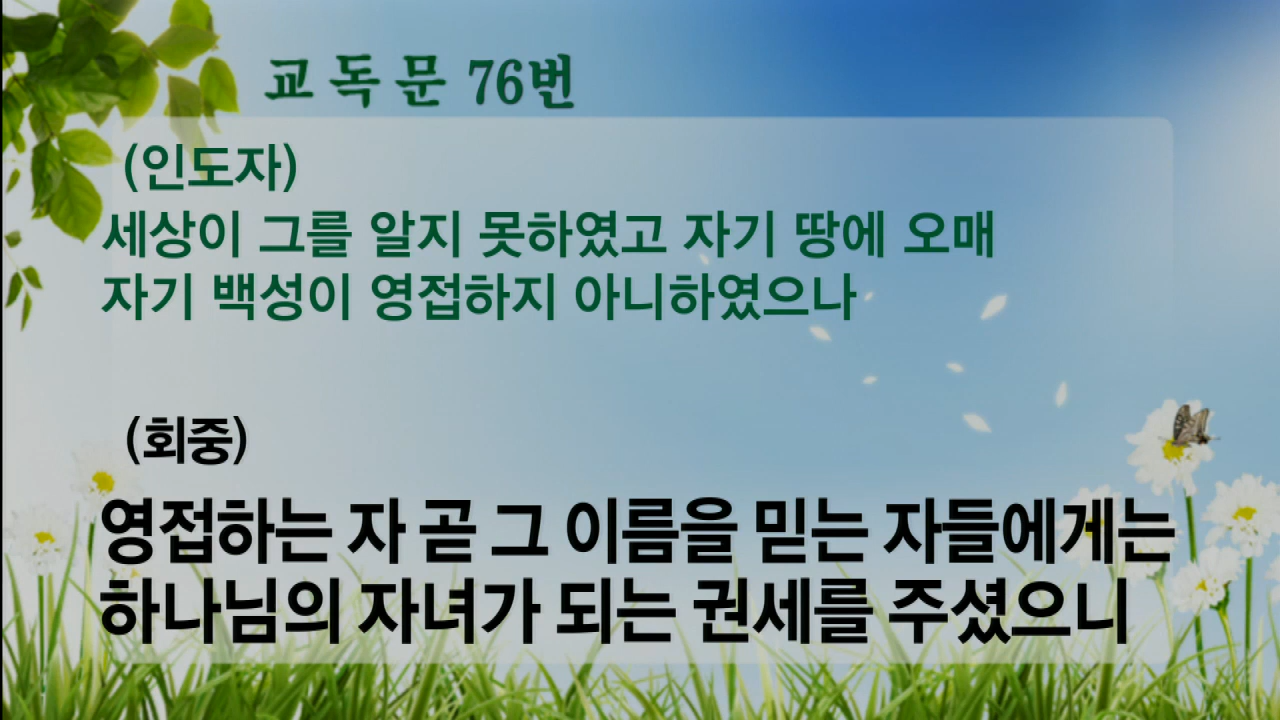 교 독 문 76번
(인도자)
세상이 그를 알지 못하였고 자기 땅에 오매
자기 백성이 영접하지 아니하였으나
(회중)
영접하는 자 곧 그 이름을 믿는 자들에게는
하나님의 자녀가 되는 권세를 주셨으니